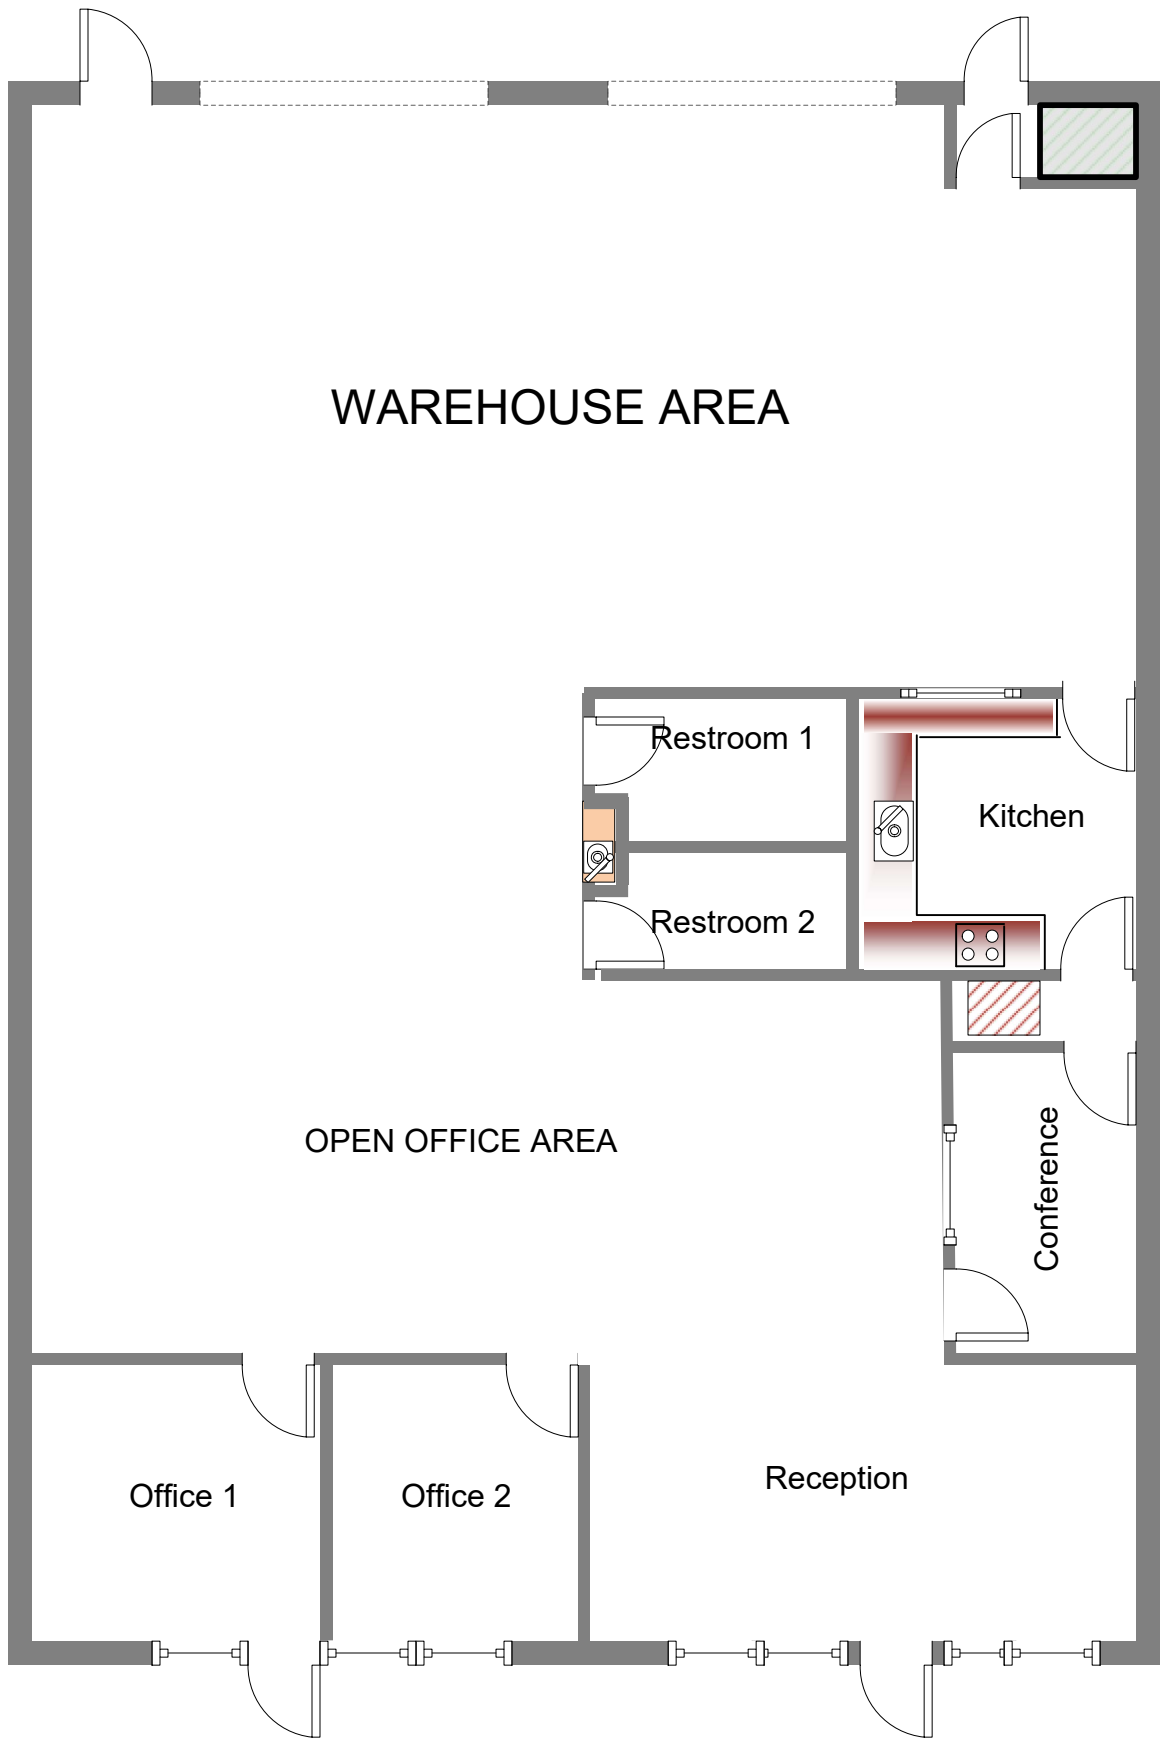 WAREHOUSE AREA
Restroom 1
Kitchen
Restroom 2
OPEN OFFICE AREA
Conference
Reception
Office 1
Office 2